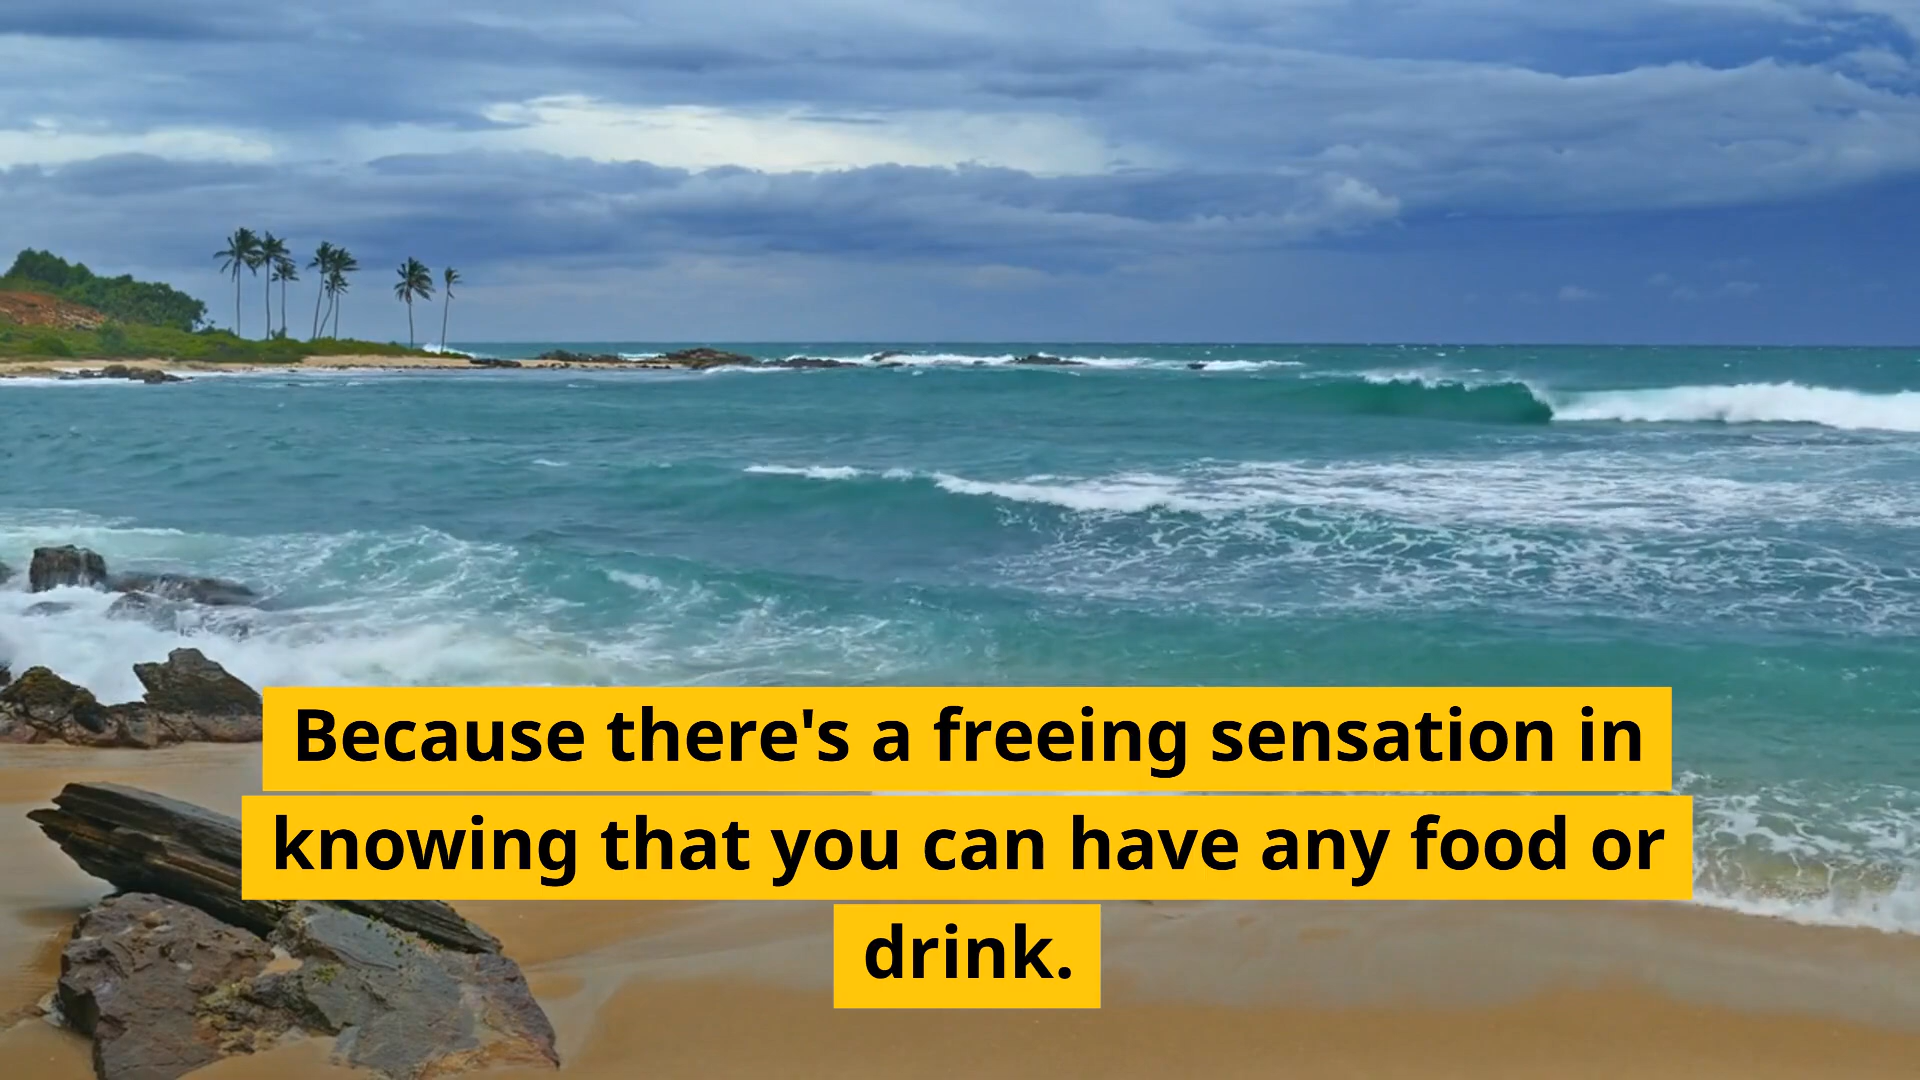 Because there's a freeing sensation in
knowing that you can have any food or
drink.